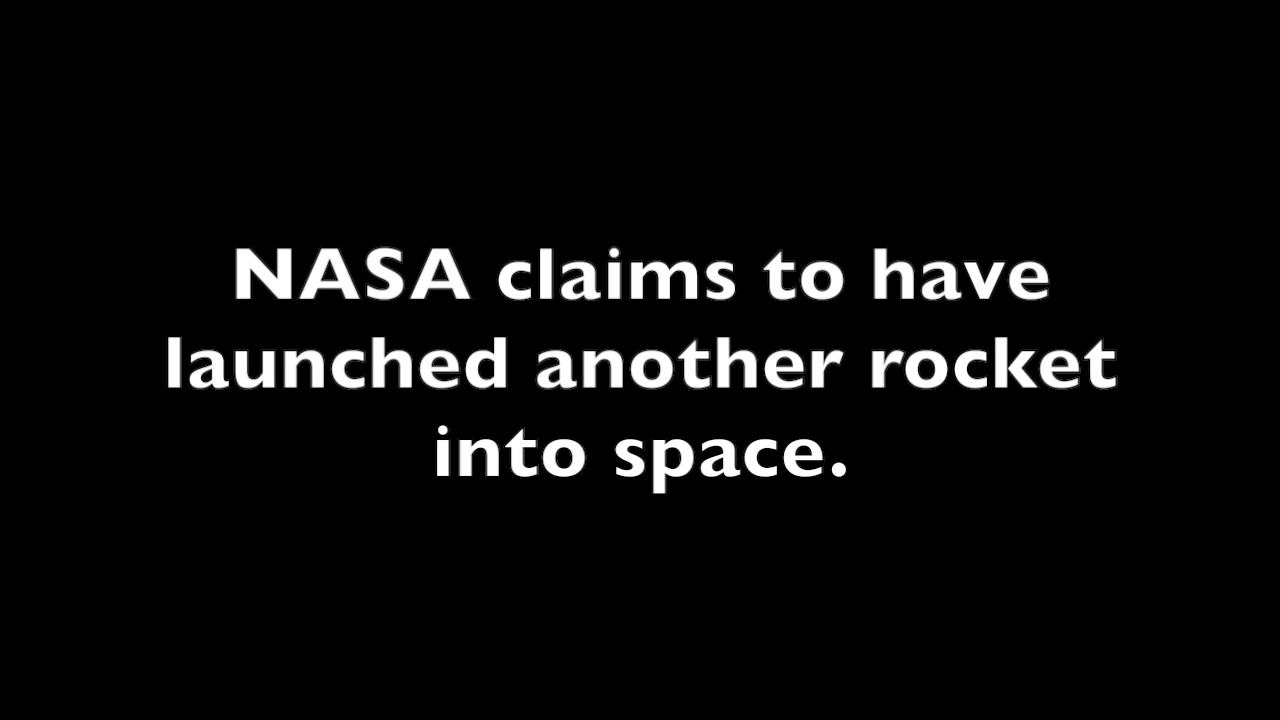 NASA claims to have
launched another rocket
into space.